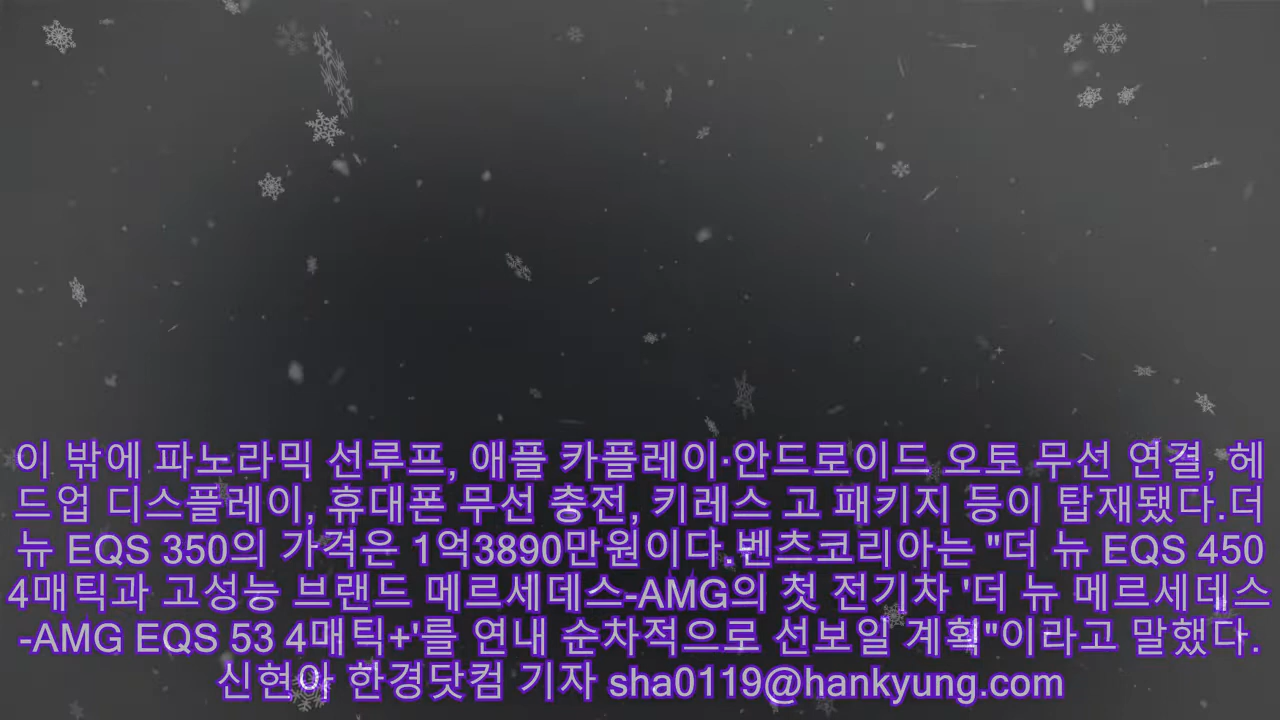 이 밖에 파노라믹 선루프, 애플 카플레이·안드로이드 오토 무선 연결, 헤
드업 디스플레이, 휴대폰 무선 충전, 키레스 고 패키지 등이 탑재됐다.더
뉴 EQS 350의 가격은 1억3890만원이다.벤츠코리아는 "더 뉴 EQS 450
4매틱과 고성능 브랜드 메르세데스-AMG의 첫 전기차 '더 뉴 메르세데스
-AMG EQS 53 4매틱+'를 연내 순차적으로 선보일 계획"이라고 말했다.
신현아 한경닷컴 기자 sha0119@hankyung.com